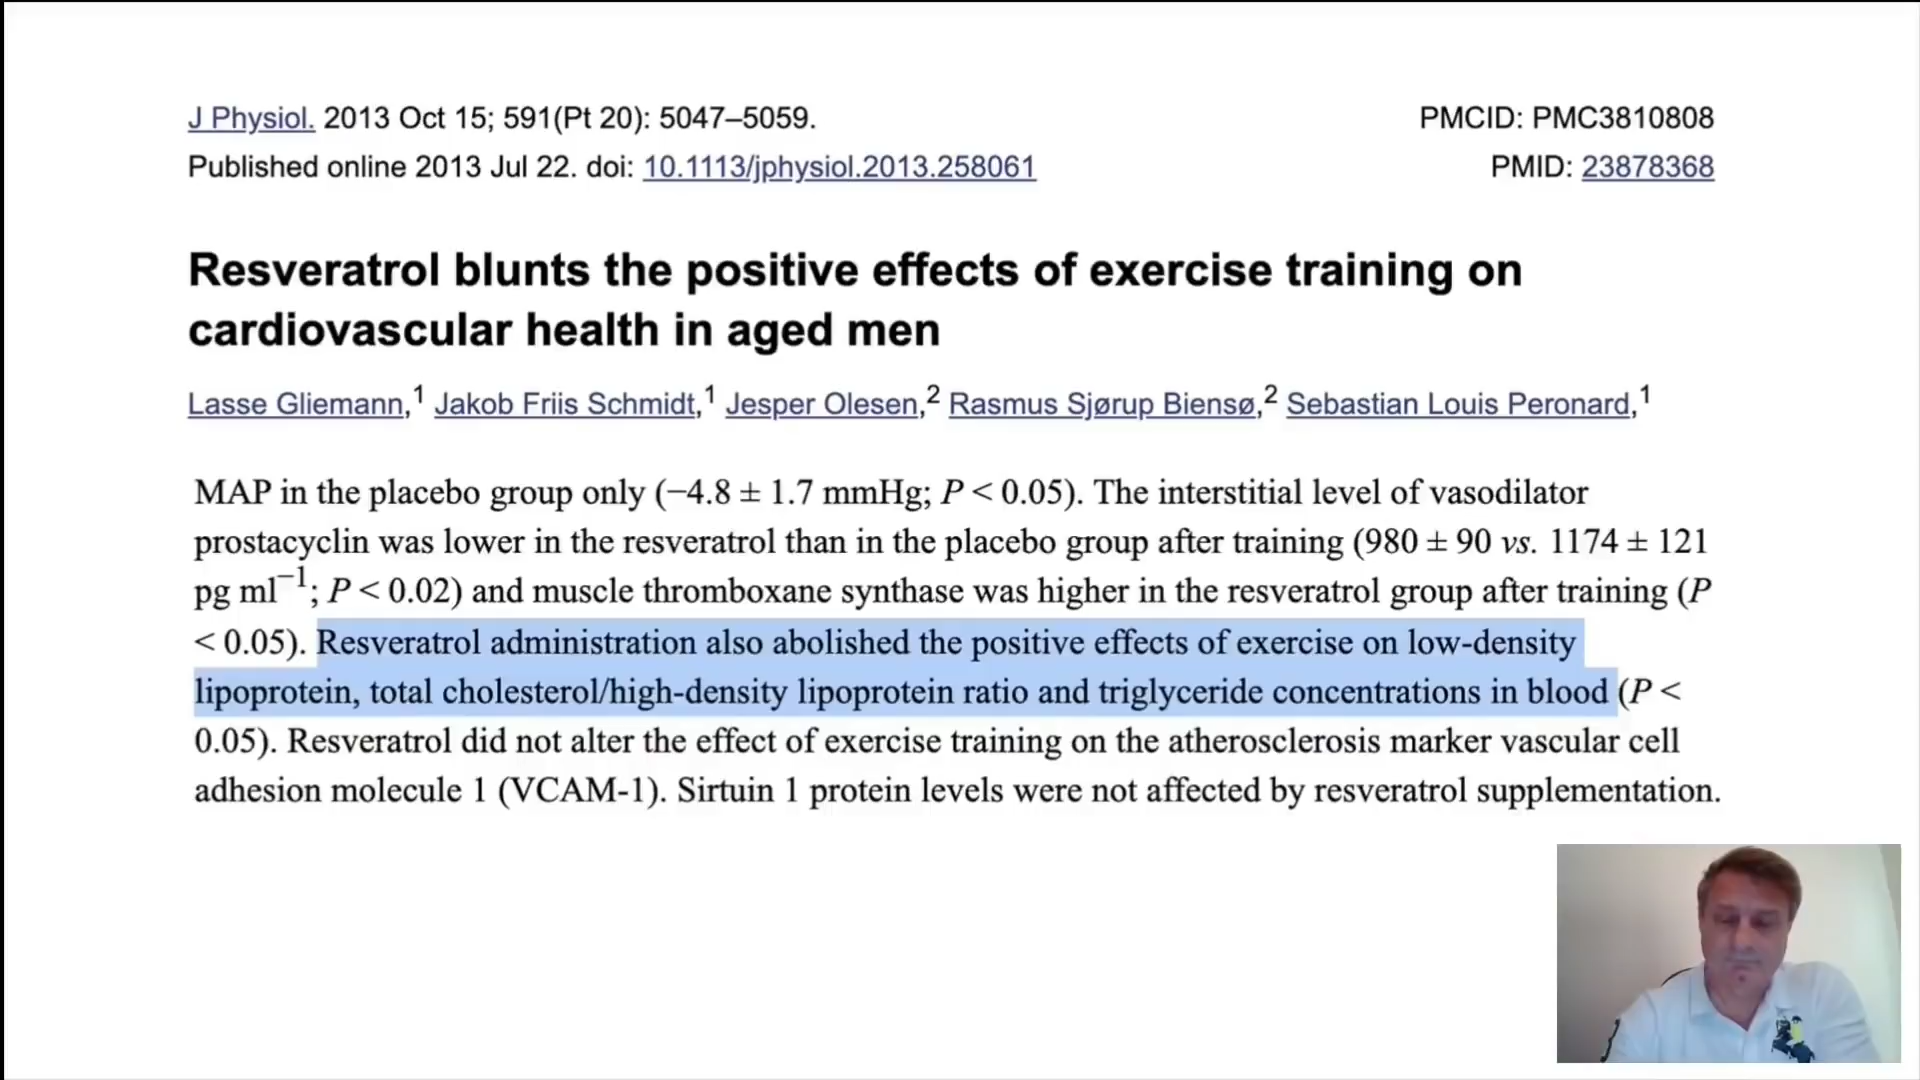 J Physiol. 2013 Oct 15; 591(Pt 20): 5047–5059.
PMCID: PMC3810808
Published online 2013 Jul 22. doi: 10.1113/jphysiol.2013.258061
PMID: 23878368
Resveratrol blunts the positive effects of exercise training on
cardiovascular health in aged men
Lasse Gliemann,1 Jakob Friis Schmidt,1 Jesper Olesen,2 Rasmus Sjørup Biensø,2 Sebastian Louis Peronard,1
MAP in the placebo group only (−4.8 ± 1.7 mmHg; P < 0.05). The interstitial level of vasodilator
prostacyclin was lower in the resveratrol than in the placebo group after training (980 ± 90 vs. 1174 ± 121
pg ml−1; P < 0.02) and muscle thromboxane synthase was higher in the resveratrol group after training (P
< 0.05). Resveratrol administration also abolished the positive effects of exercise on low-density
lipoprotein, total cholesterol/high-density lipoprotein ratio and triglyceride concentrations in blood (P <
0.05). Resveratrol did not alter the effect of exercise training on the atherosclerosis marker vascular cell
adhesion molecule 1 (VCAM-1). Sirtuin 1 protein levels were not affected by resveratrol supplementation.